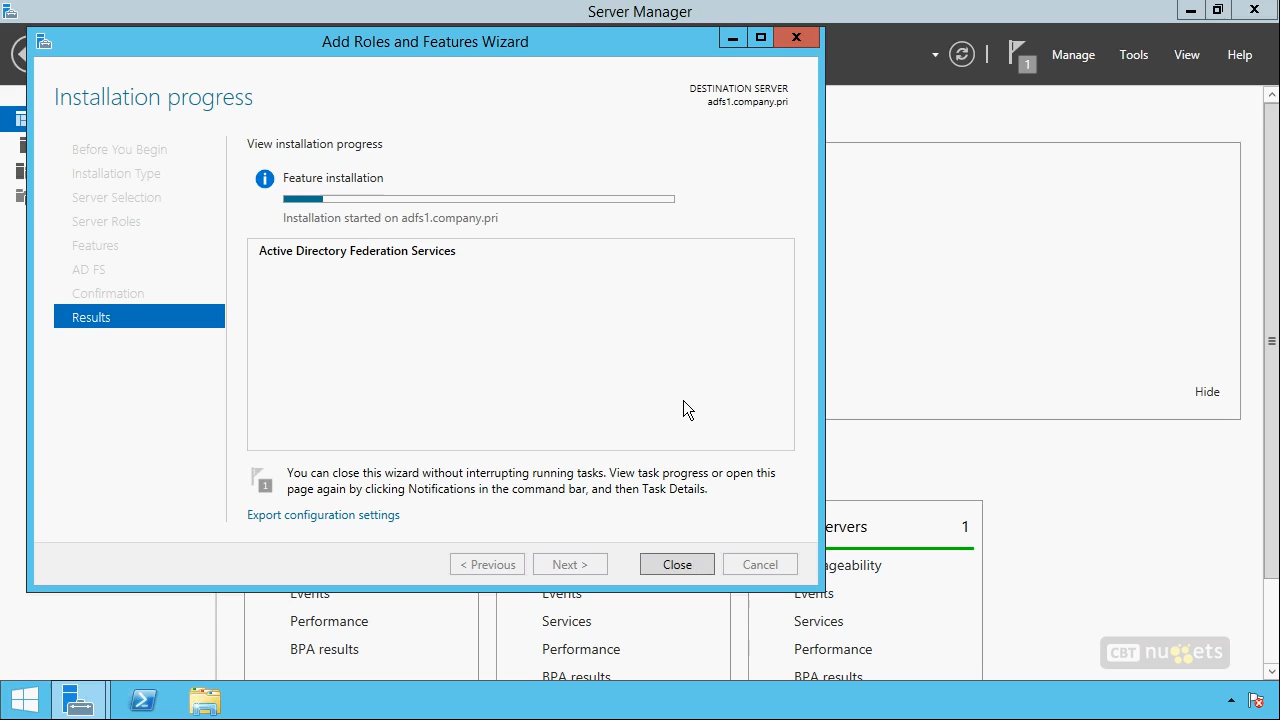 Server Manager
Add Roles and Features Wizard
1
Manage
Tools
View
Help
Installation progress
DESTINATION SERVER
adfs1.company.pri
Before You Begin
Installation Type
Server Selection
Server Roles
Features
AD FS
Confirmation
Results
View installation progress
Feature installation
Installation started on adfs1.company.pri
Active Directory Federation Services
1
You can close this wizard without interrupting running tasks. View task progress or open this
page again by clicking Notifications in the command bar, and then Task Details.
Export configuration settings
< Previous
Next >
Close
Cancel
Hide
ervers 1
ageability
Events
Performance
BPA results
Events
Services
Performance
BPA results
Events
Services
Performance
BPA results
CBT nuggets